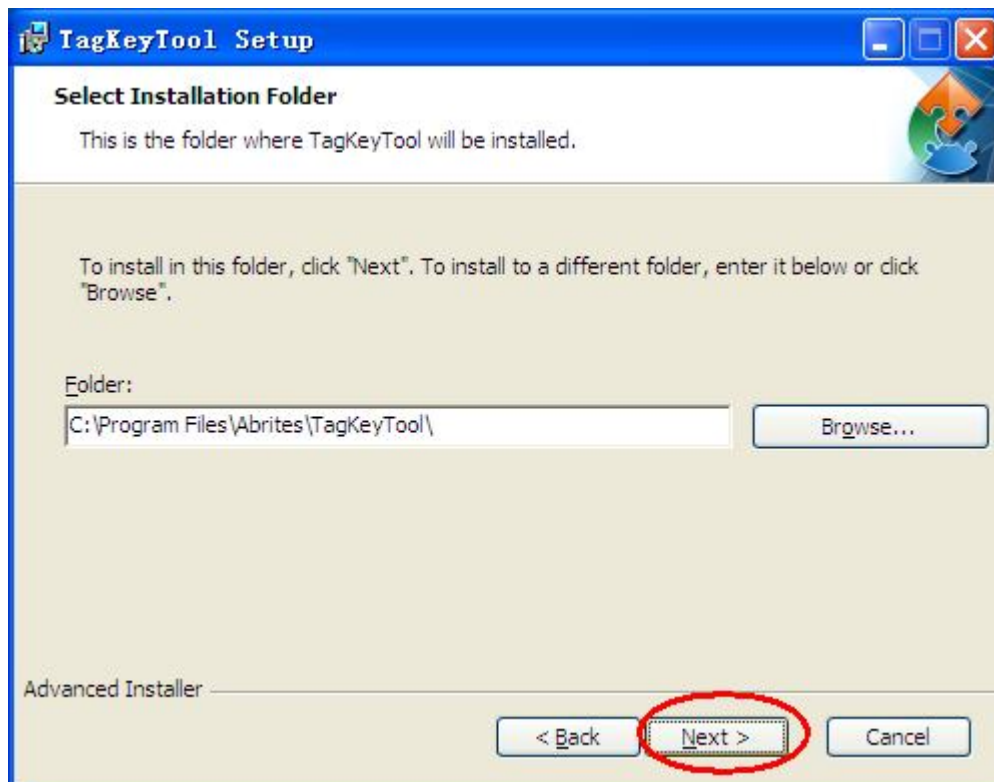 TagKeyTool Setup
Select Installation Folder
This is the folder where TagKeyTool will be installed.
To install in this folder, click "Next". To install to a different folder, enter it below or click
"Browse".
Folder:
C:\Program Files\Abrites\TagKeyTool\
Browse...
Advanced Installer
< Back
Next >
Cancel